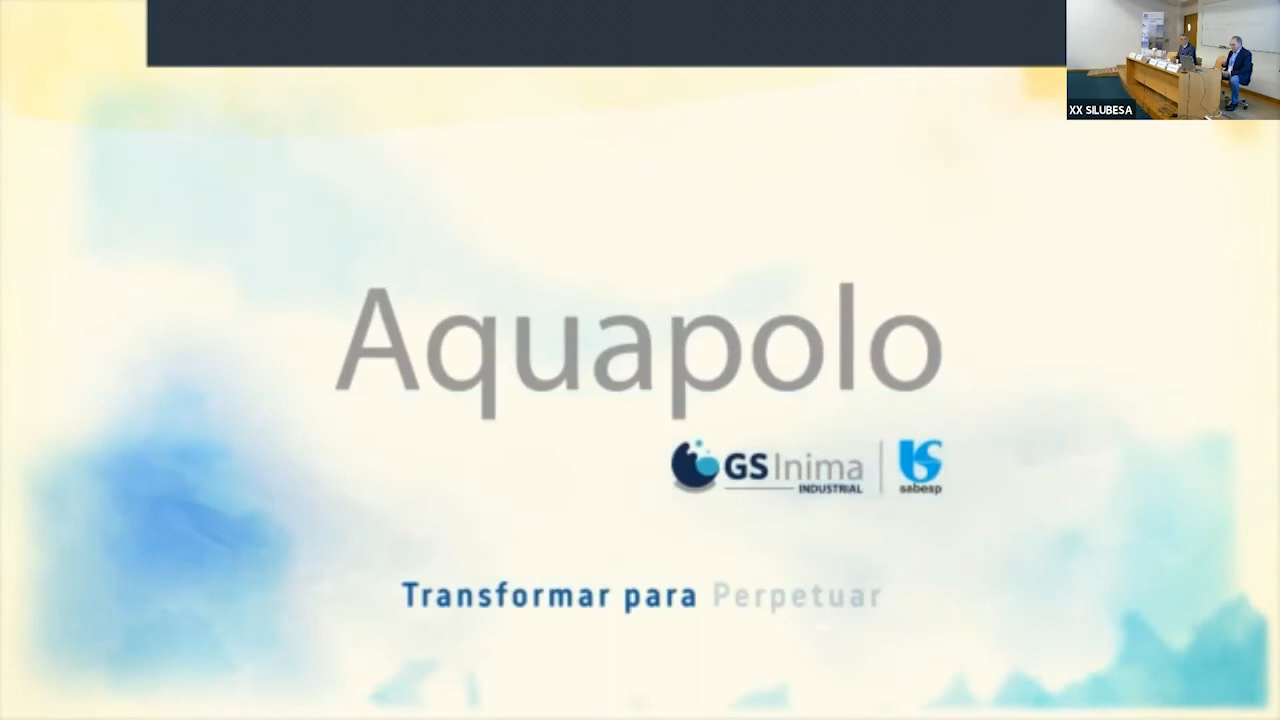 XX SILUBESA
Aquapolo
GS Inima
INDUSTRIAL
sabesp
Transformar para Perpetuar